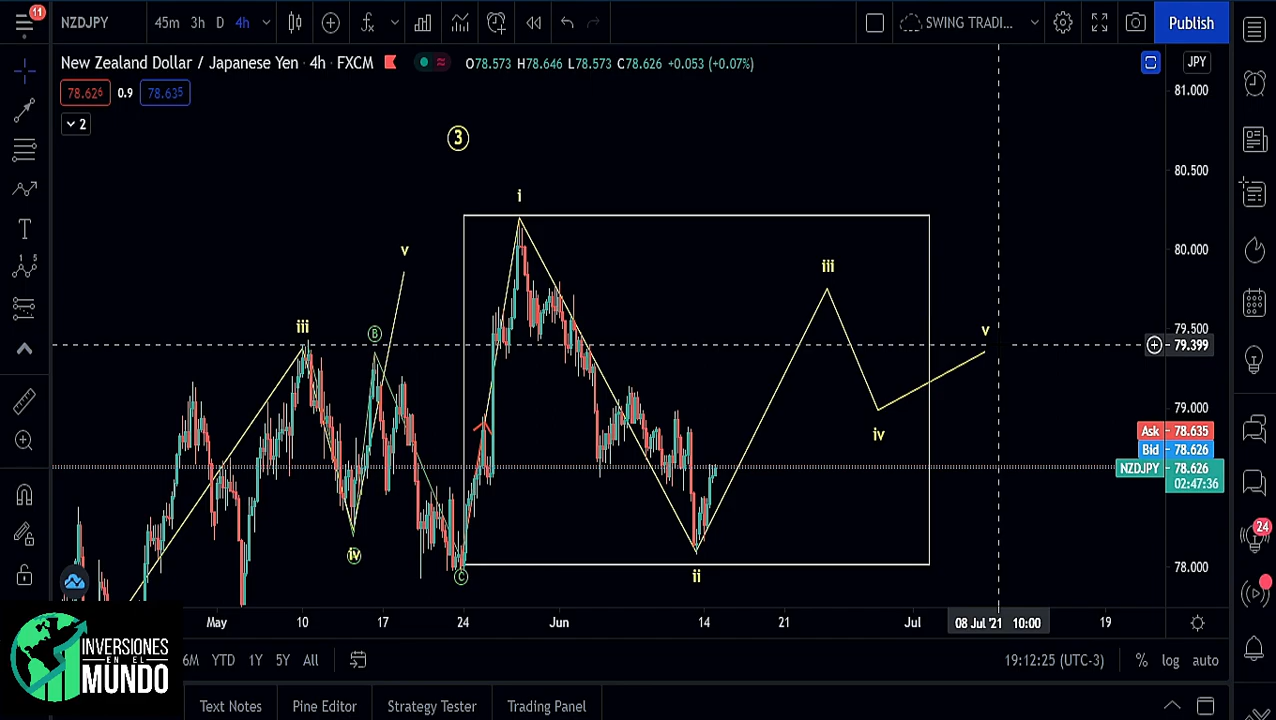 11
NZDJPY 45m 3h D 4h SWING TRADI... Publish
New Zealand Dollar / Japanese Yen · 4h · FXCM O78.573 H78.646 L78.573 C78.626 +0.053 (+0.07%) JPY
78.626 0.9 78.635
2
81.000
3
80.500
i
80.000
v
iii
79.500
iii
B
v
79.399
79.000
iv
Ask 78.635
Bid 78.626
NZDJPY 78.626
02:47:36
24
iv
C
ii
78.000
May 10 17 24 Jun 14 21 Jul 08 Jul '21 10:00 19
INVERSIONES
EN EL
MUNDO
6M YTD 1Y 5Y All 19:12:25 (UTC-3) % log auto
Text Notes Pine Editor Strategy Tester Trading Panel